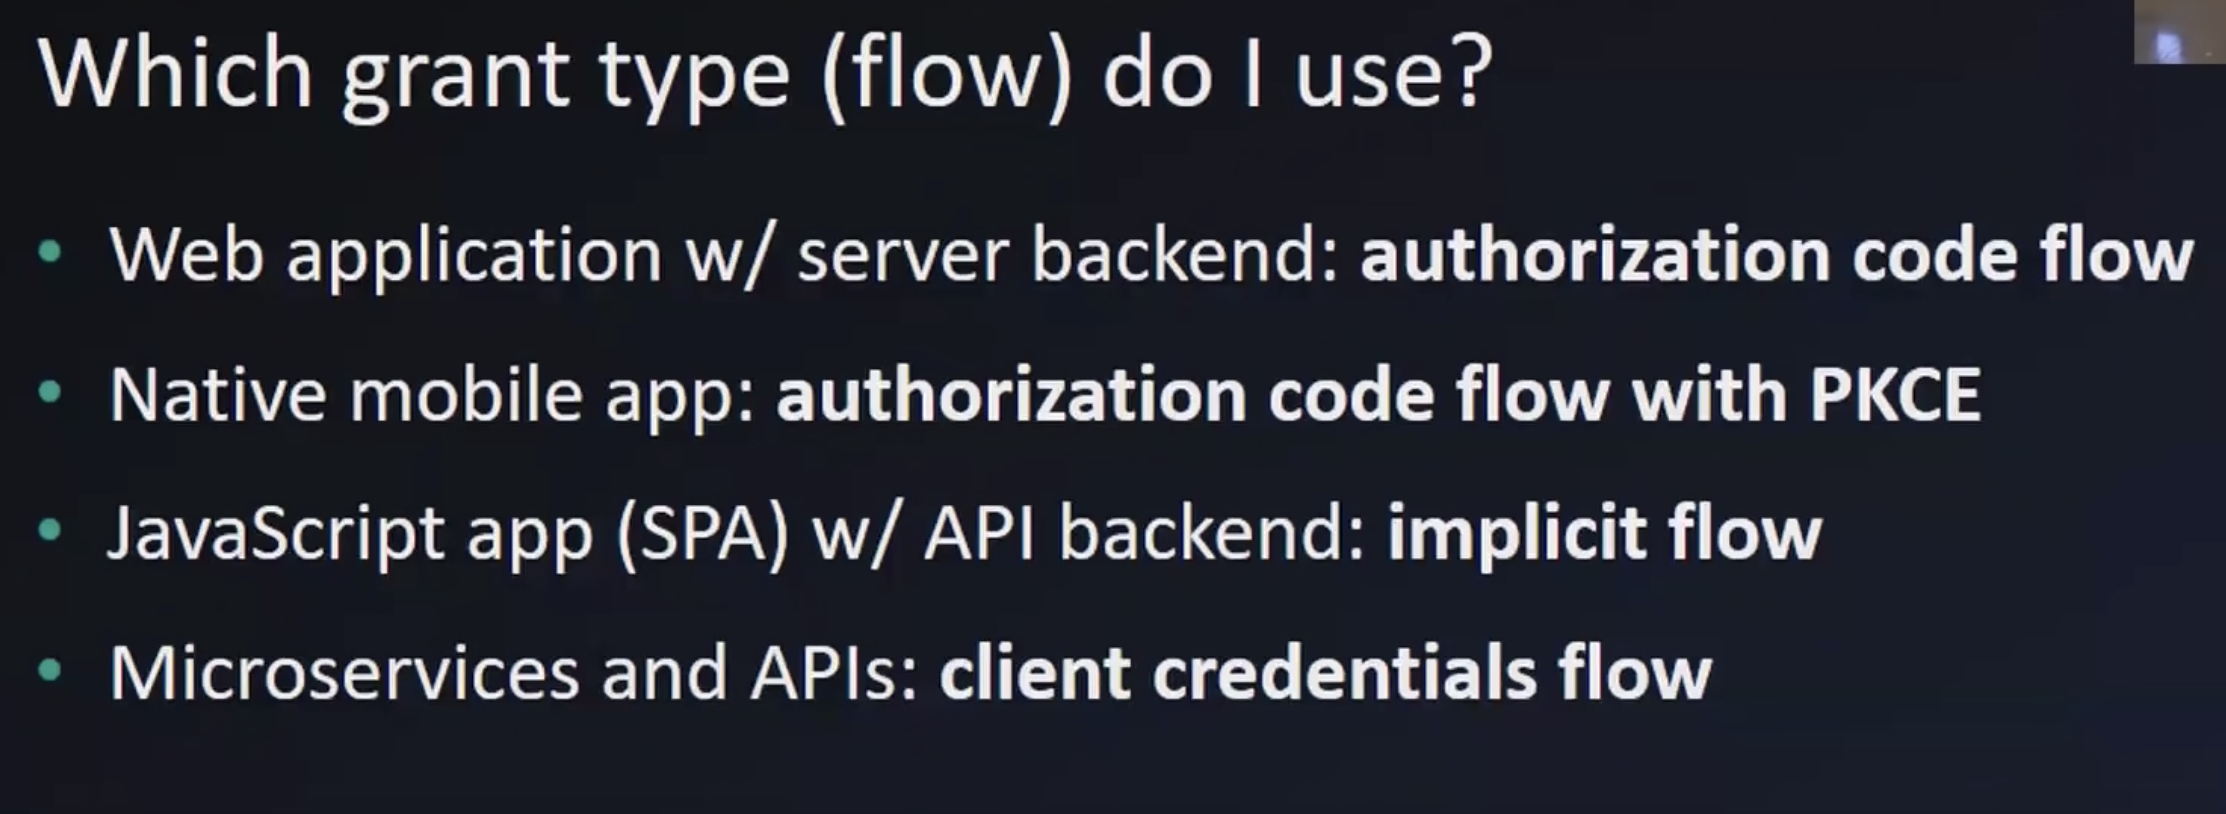 Which grant type (flow) do I use?
• Web application w/ server backend: authorization code flow
• Native mobile app: authorization code flow with PKCE
• JavaScript app (SPA) w/ API backend: implicit flow
• Microservices and APIs: client credentials flow